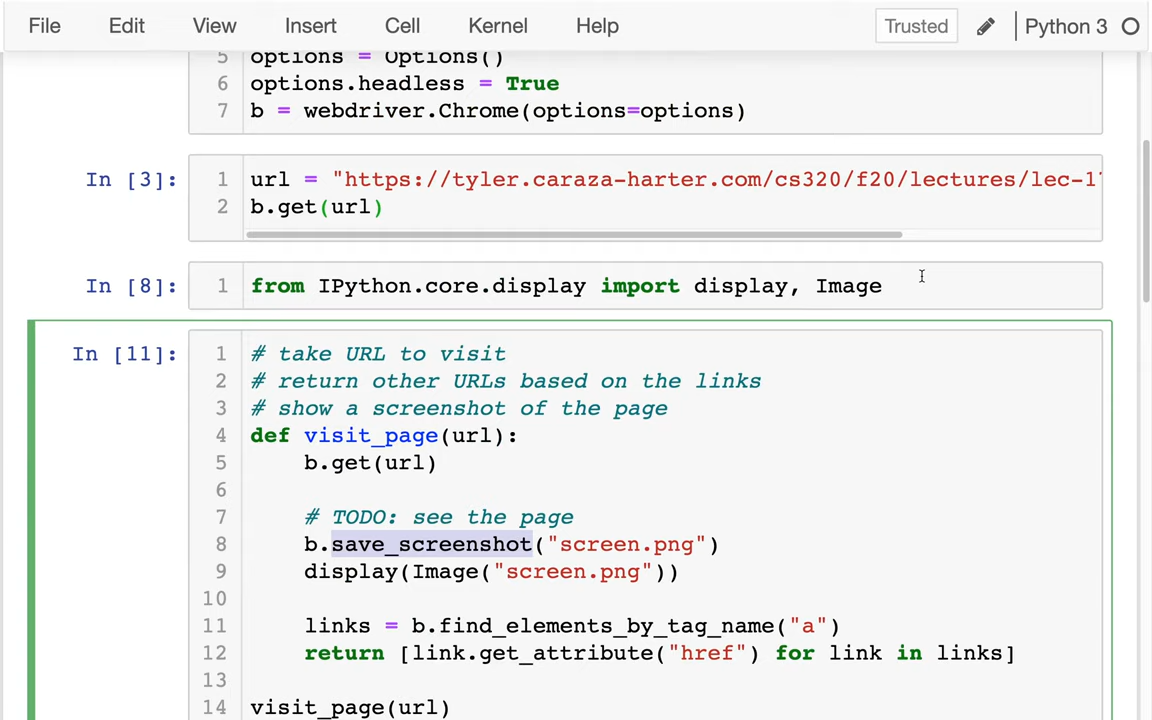 File Edit View Insert Cell Kernel Help Trusted Python 3
5 options = Options()
6 options.headless = True
7 b = webdriver.Chrome(options=options)
In [3]: 1 url = "https://tyler.caraza-harter.com/cs320/f20/lectures/lec-1
2 b.get(url)
In [8]: 1 from IPython.core.display import display, Image
In [11]: 1 # take URL to visit
2 # return other URLs based on the links
3 # show a screenshot of the page
4 def visit_page(url):
5 b.get(url)
6
7 # TODO: see the page
8 b.save_screenshot("screen.png")
9 display(Image("screen.png"))
10
11 links = b.find_elements_by_tag_name("a")
12 return [link.get_attribute("href") for link in links]
13
14 visit_page(url)